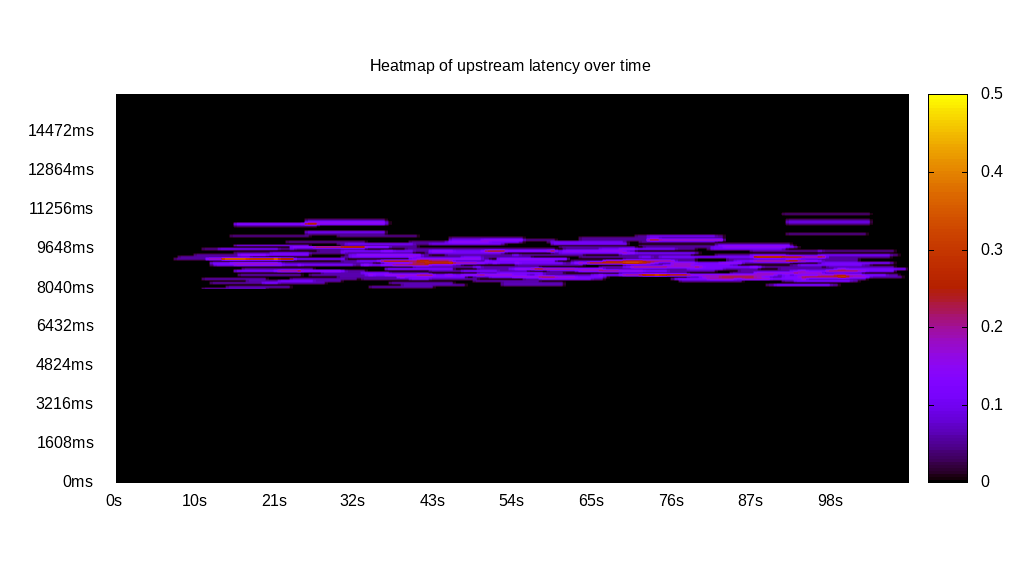 Heatmap of upstream latency over time
14472ms
12864ms
11256ms
9648ms
8040ms
6432ms
4824ms
3216ms
1608ms
0ms
0s 10s 21s 32s 43s 54s 65s 76s 87s 98s
0.5
0.4
0.3
0.2
0.1
0